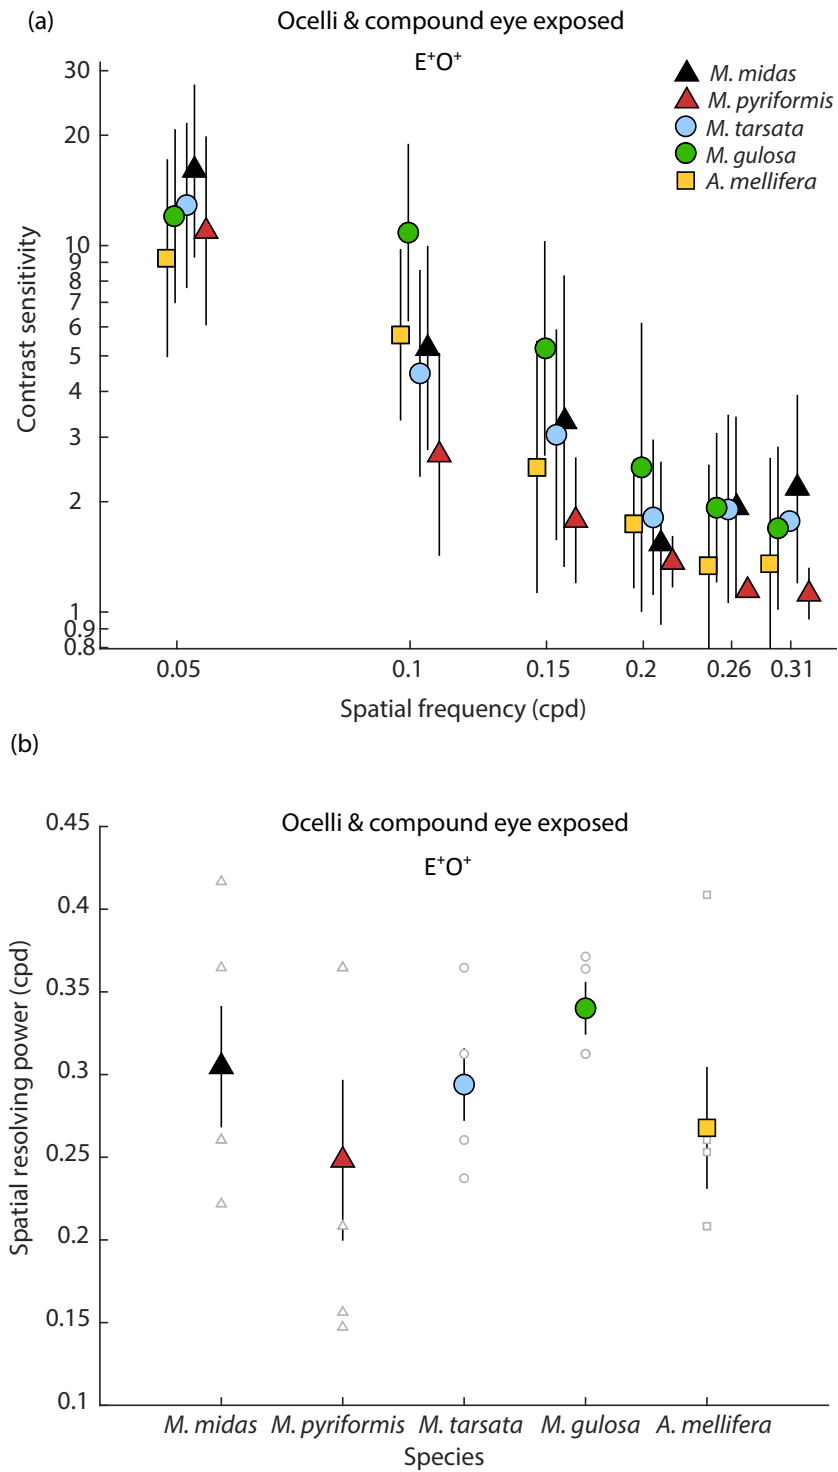 (a)
Ocelli & compound eye exposed
E⁺O⁺
M. midas
M. pyriformis
M. tarsata
M. gulosa
A. mellifera
Contrast sensitivity
30
20
10
9
8
7
6
5
4
3
2
1
0.9
0.8
0.05 0.1 0.15 0.2 0.26 0.31
Spatial frequency (cpd)
(b)
Ocelli & compound eye exposed
E⁺O⁺
Spatial resolving power (cpd)
0.45
0.4
0.35
0.3
0.25
0.2
0.15
0.1
M. midas M. pyriformis M. tarsata M. gulosa A. mellifera
Species